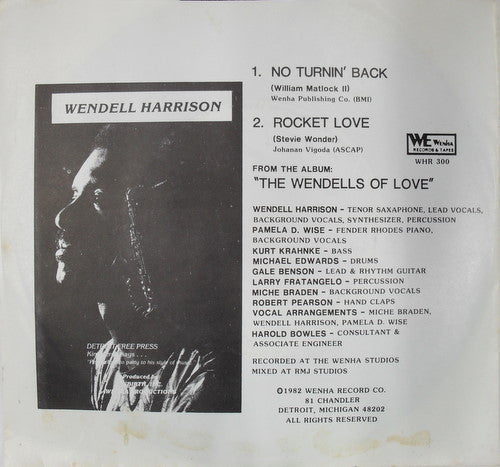 WENDELL HARRISON
DETROIT FREE PRESS
Produced by
PRODUCTIONS
1. NO TURNIN' BACK
(William Matlock II)
Wenha Publishing Co. (BMI)
2. ROCKET LOVE
(Stevie Wonder)
Johanan Vigoda (ASCAP)
WE WENHA
RECORDS & TAPES
WHR 300
FROM THE ALBUM:
"THE WENDELLS OF LOVE"
WENDELL HARRISON - TENOR SAXAPHONE, LEAD VOCALS,
BACKGROUND VOCALS, SYNTHESIZER, PERCUSSION
PAMELA D. WISE - FENDER RHODES PIANO,
BACKGROUND VOCALS
KURT KRAHNKE - BASS
MICHAEL EDWARDS - DRUMS
GALE BENSON - LEAD & RHYTHM GUITAR
LARRY FRATANGELO - PERCUSSION
MICHE BRADEN - BACKGROUND VOCALS
ROBERT PEARSON - HAND CLAPS
VOCAL ARRANGEMENTS - MICHE BRADEN,
WENDELL HARRISON, PAMELA D. WISE
HAROLD BOWLES - CONSULTANT &
ASSOCIATE ENGINEER
RECORDED AT THE WENHA STUDIOS
MIXED AT RMJ STUDIOS
©1982 WENHA RECORD CO.
81 CHANDLER
DETROIT, MICHIGAN 48202
ALL RIGHTS RESERVED